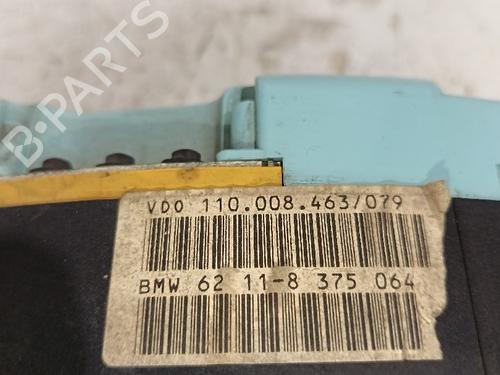 B-PARTS
VDO 110.008.463/079
BMW 62 11-8 375 064